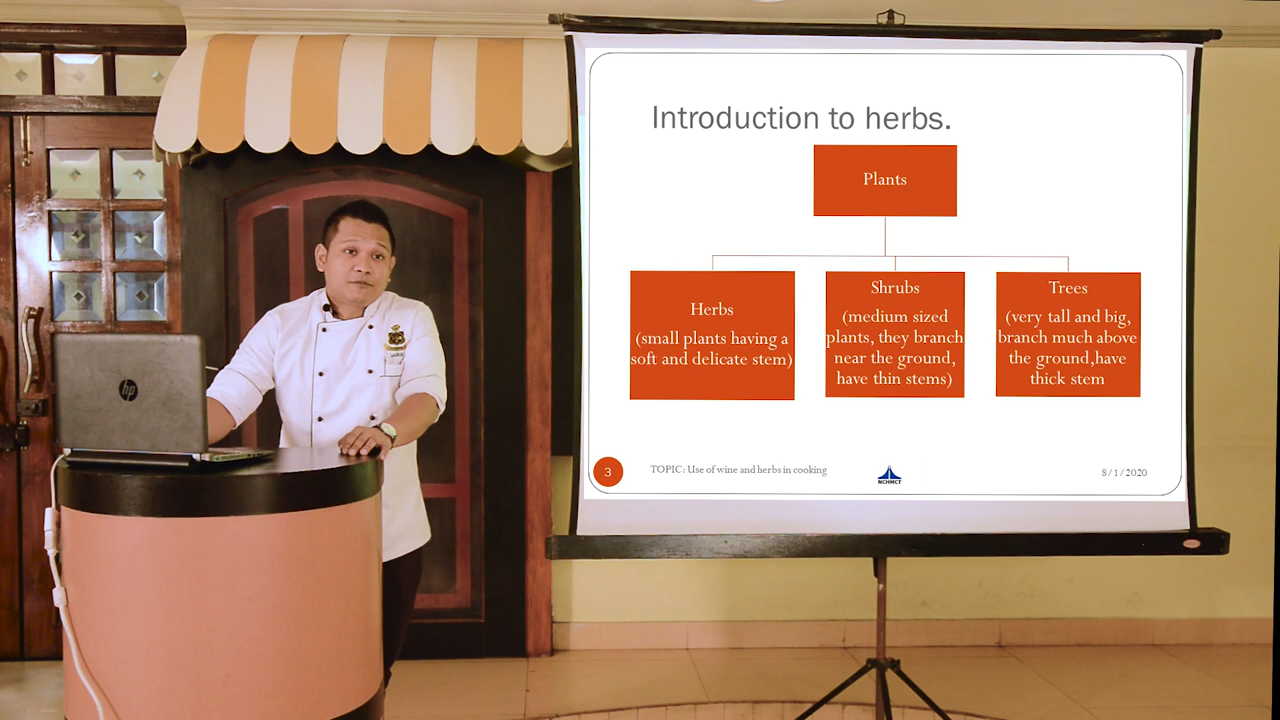 Introduction to herbs.
Plants
Herbs
(small plants having a
soft and delicate stem)
Shrubs
(medium sized
plants, they branch
near the ground,
have thin stems)
Trees
(very tall and big,
branch much above
the ground,have
thick stem
3
TOPIC: Use of wine and herbs in cooking
NCHMCT
8/1/2020
hp